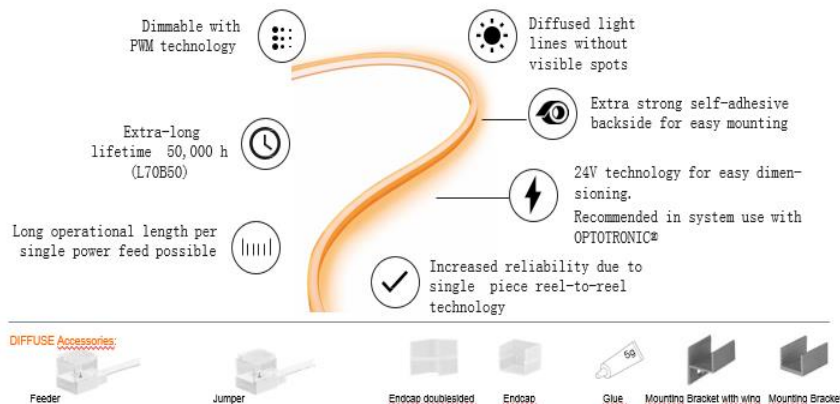 Dimmable with
PWM technology
Diffused light
lines without
visible spots
Extra strong self-adhesive
backside for easy mounting
Extra-long
lifetime 50,000 h
(L70B50)
24V technology for easy dimen-
sioning.
Recommended in system use with
OPTOTRONIC®
Long operational length per
single power feed possible
Increased reliability due to
single piece reel-to-reel
technology
DIFFUSE Accessories:
5g
Feeder
Jumper
Endcap doublesided
Endcap
Glue
Mounting Bracket with wing
Mounting Bracke